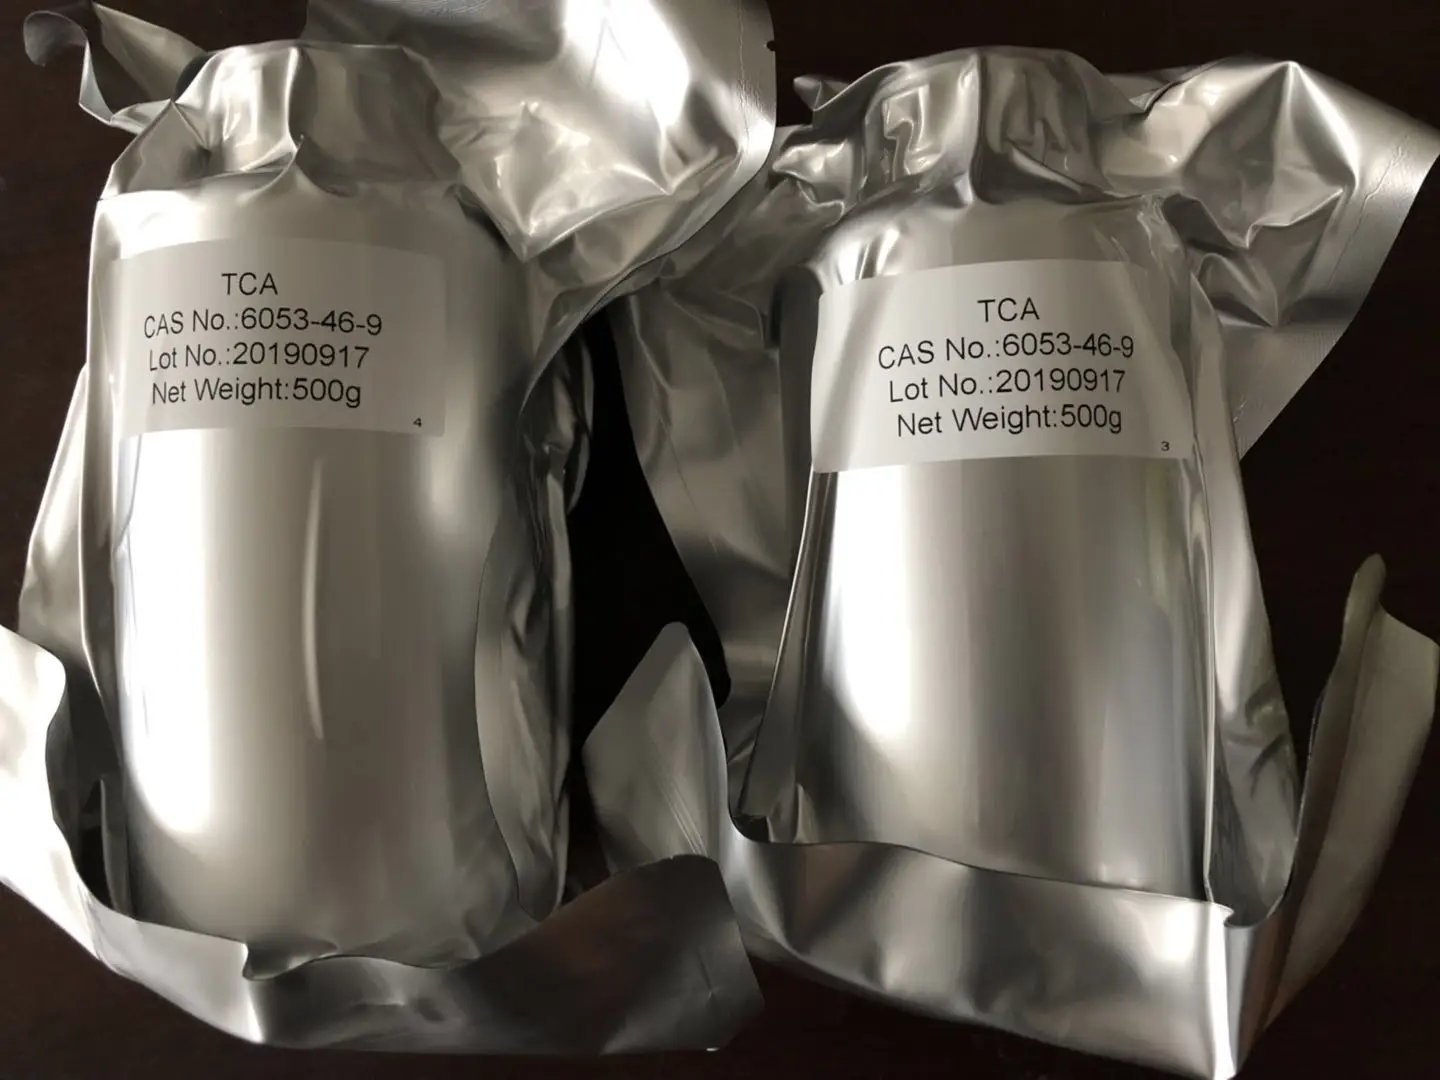 TCA
CAS No.:6053-46-9
Lot No.:20190917
Net Weight:500g
4
TCA
CAS No.:6053-46-9
Lot No.:20190917
Net Weight:500g
3